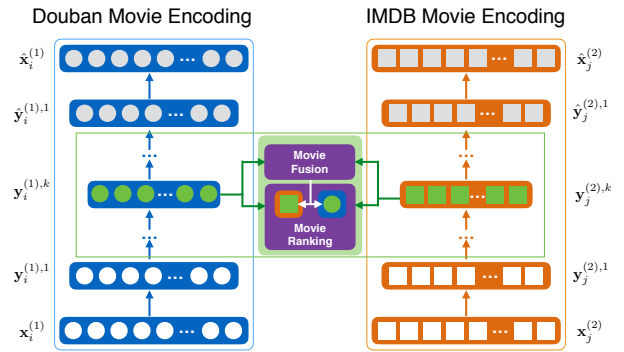 Douban Movie Encoding IMDB Movie Encoding
x̂_i^(1) ... ... x̂_j^(2)
ŷ_i^(1),1 ... ... ŷ_j^(2),1
... ...
Movie
Fusion
y_i^(1),k ... ... y_j^(2),k
Movie
Ranking
... ...
y_i^(1),1 ... ... y_j^(2),1
x_i^(1) ... ... x_j^(2)